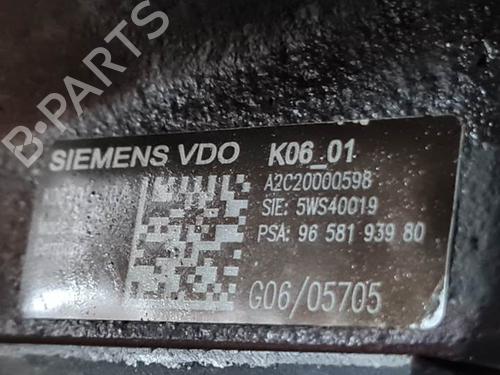 B-PARTS
SIEMENS VDO K06_01
A2C20000598
SIE: 5WS40019
PSA: 96 581 939 80
G06/05705